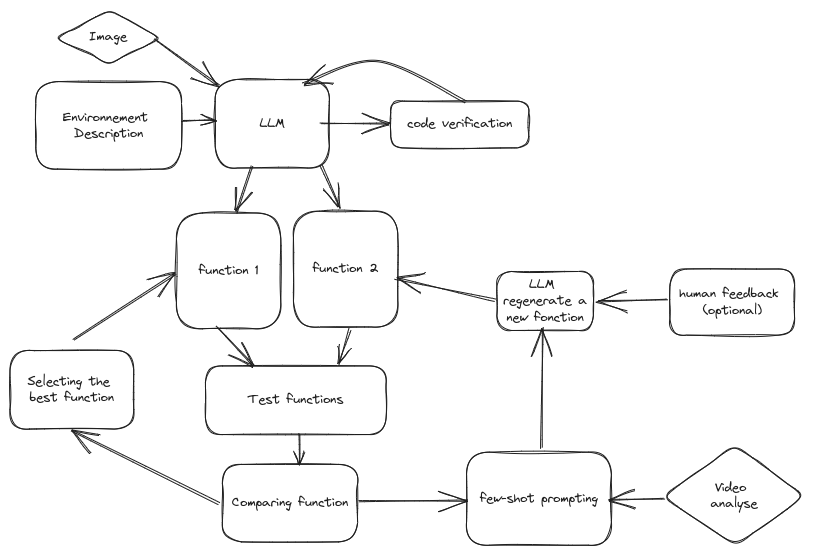 Image
Environnement
Description
LLM
code verification
function 1
function 2
LLM
regenerate a
new fonction
human feedback
(optional)
Selecting the
best function
Test functions
Comparing function
few-shot prompting
Video
analyse